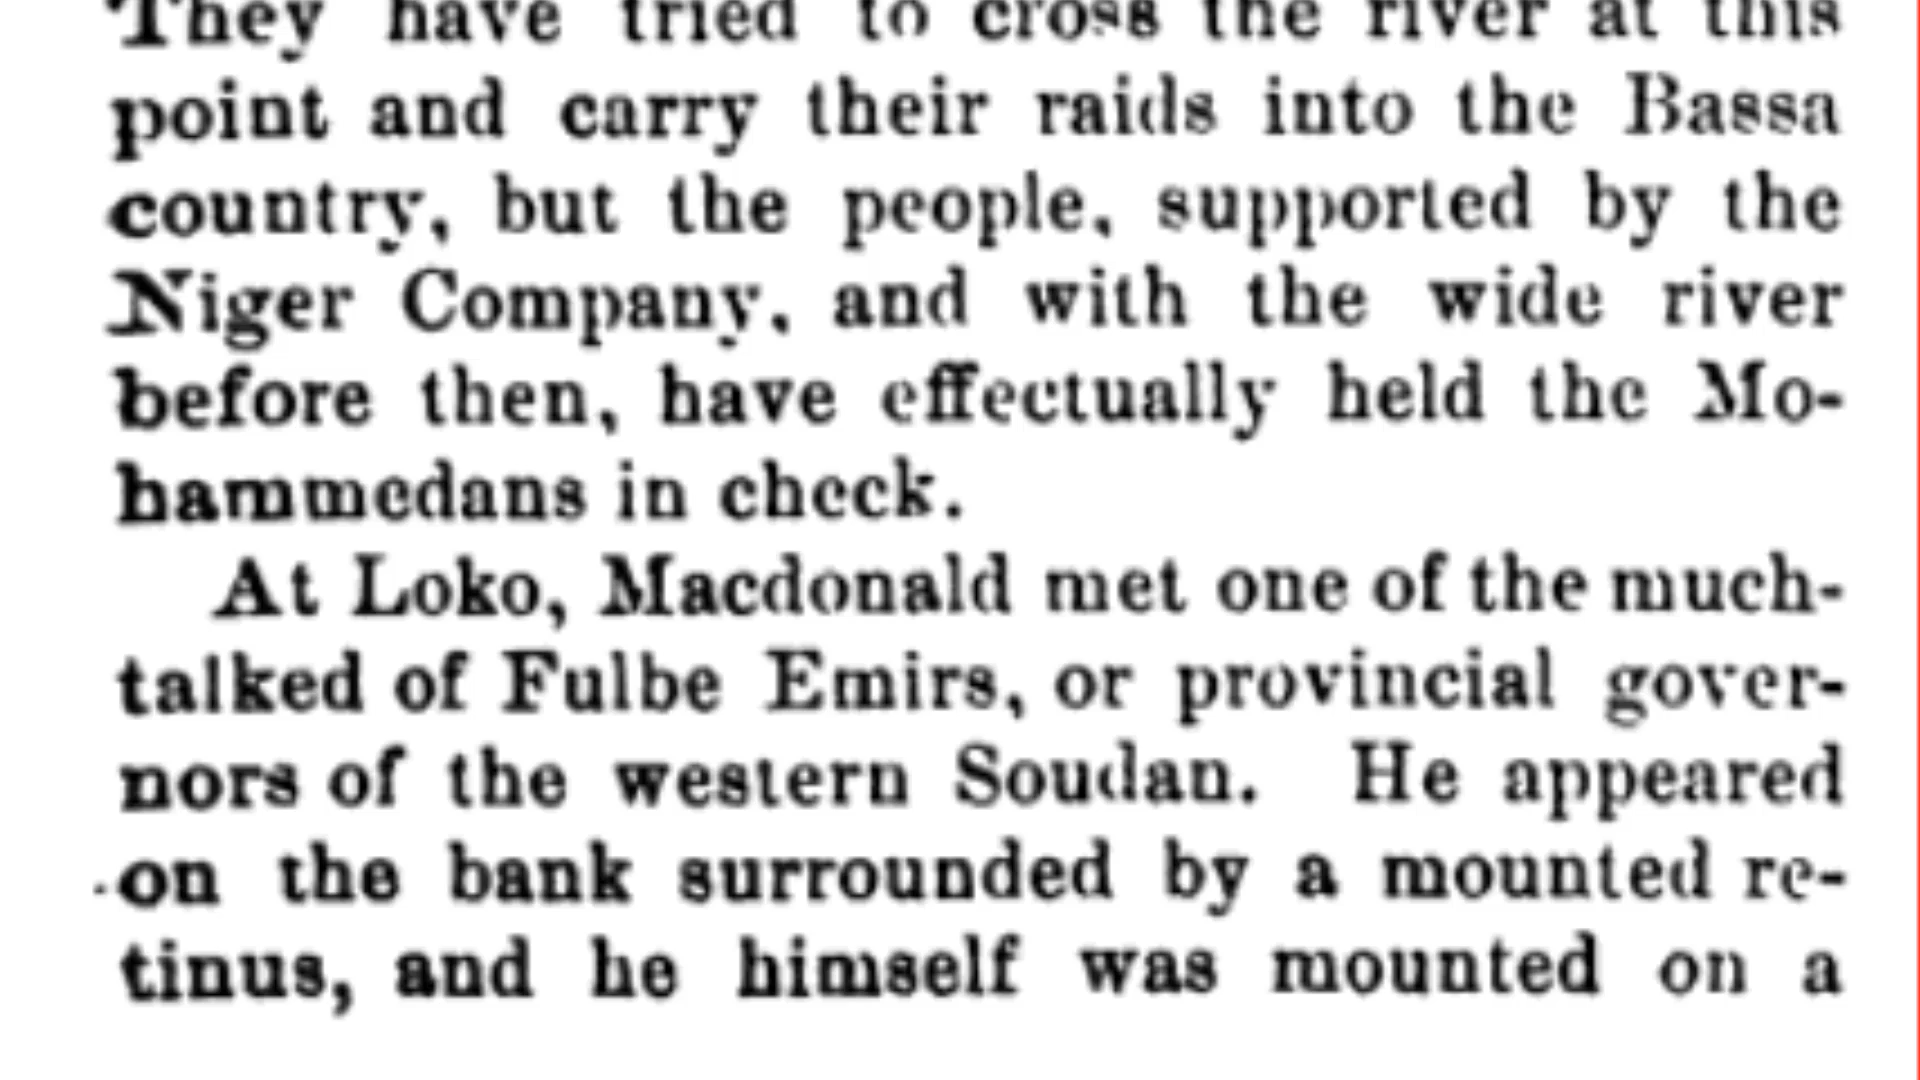 They have tried to cross the river at this
point and carry their raids into the Bassa
country, but the people, supported by the
Niger Company, and with the wide river
before then, have effectually held the Mo-
hammedans in check.
At Loko, Macdonald met one of the much-
talked of Fulbe Emirs, or provincial gover-
nors of the western Soudan. He appeared
on the bank surrounded by a mounted re-
tinus, and he himself was mounted on a